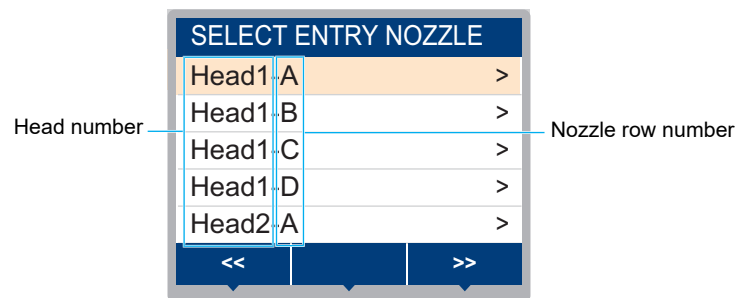 SELECT ENTRY NOZZLE
Head1-A >
Head1-B >
Head1-C >
Head1-D >
Head2-A >
<< >>
Head number
Nozzle row number